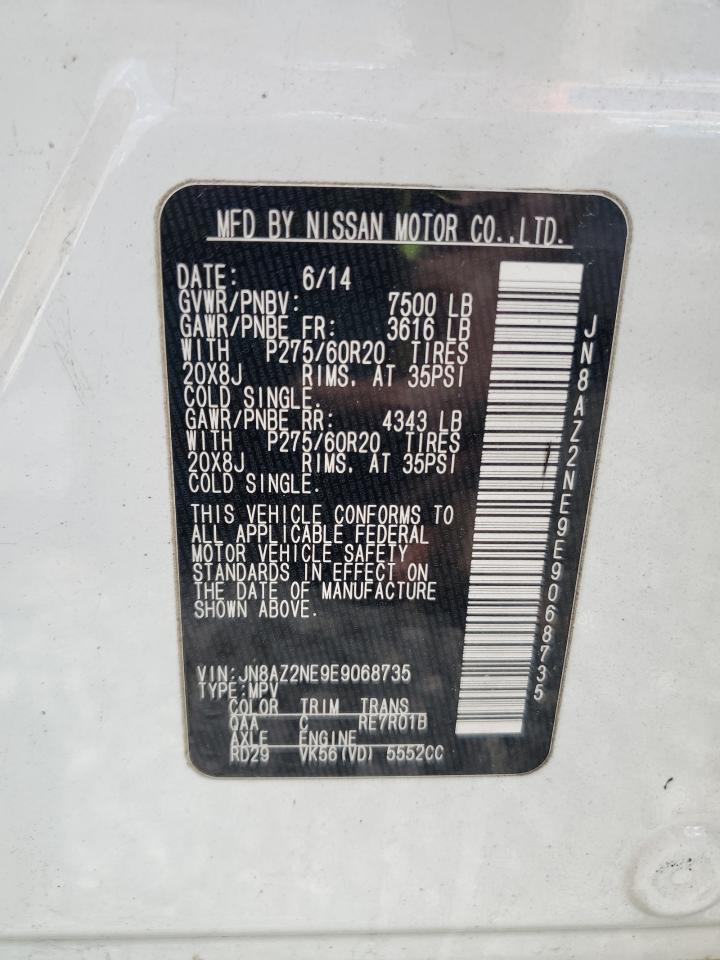 MFD BY NISSAN MOTOR CO.,LTD.
DATE: 6/14
GVWR/PNBV: 7500 LB
GAWR/PNBE FR: 3616 LB
WITH P275/60R20 TIRES
20X8J RIMS, AT 35PSI
COLD SINGLE.
GAWR/PNBE RR: 4343 LB
WITH P275/60R20 TIRES
20X8J RIMS, AT 35PSI
COLD SINGLE.
THIS VEHICLE CONFORMS TO
ALL APPLICABLE FEDERAL
MOTOR VEHICLE SAFETY
STANDARDS IN EFFECT ON
THE DATE OF MANUFACTURE
SHOWN ABOVE.
VIN:JN8AZ2NE9E9068735
TYPE:MPV
COLOR TRIM TRANS
QAA C RE7R01B
AXLE ENGINE
RD29 VK56(VD) 5552CC
JN8AZ2NE9E9068735